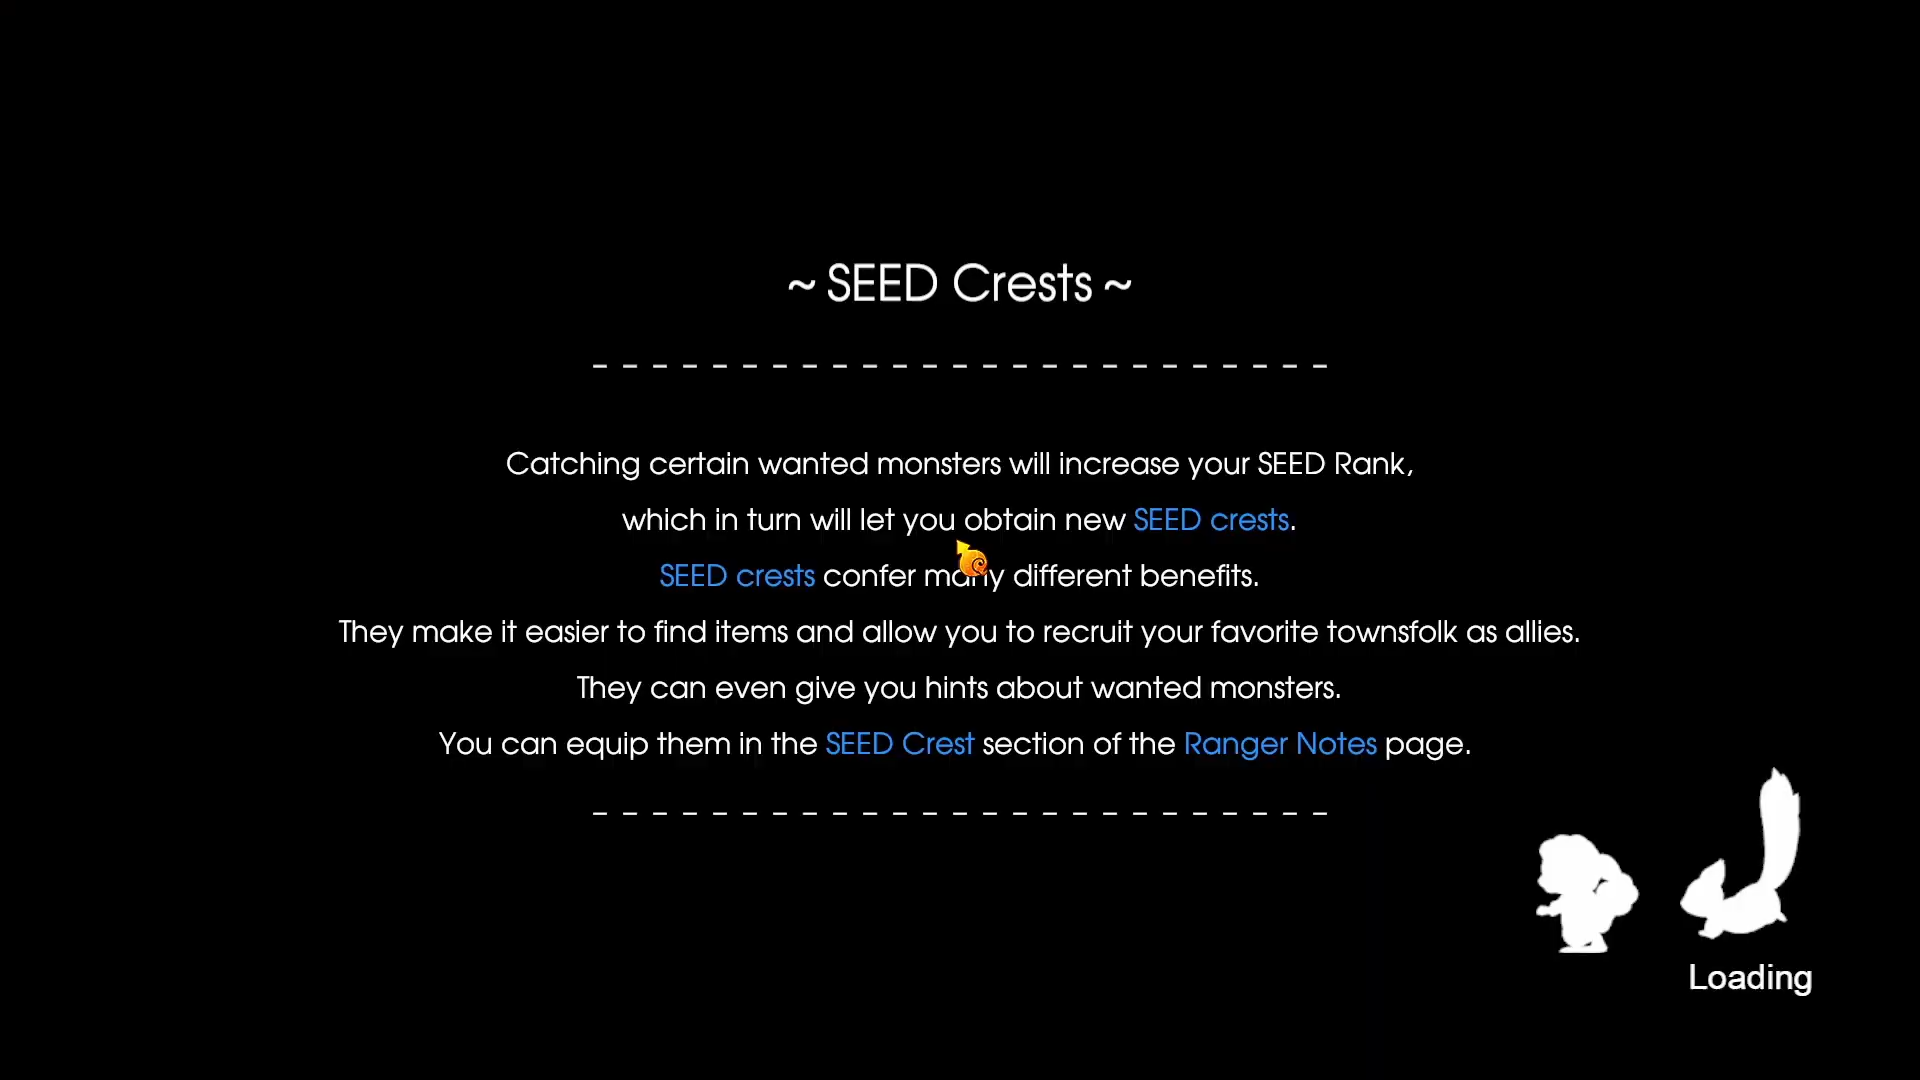 ~ SEED Crests ~
Catching certain wanted monsters will increase your SEED Rank,
which in turn will let you obtain new SEED crests.
SEED crests confer many different benefits.
They make it easier to find items and allow you to recruit your favorite townsfolk as allies.
They can even give you hints about wanted monsters.
You can equip them in the SEED Crest section of the Ranger Notes page.
Loading